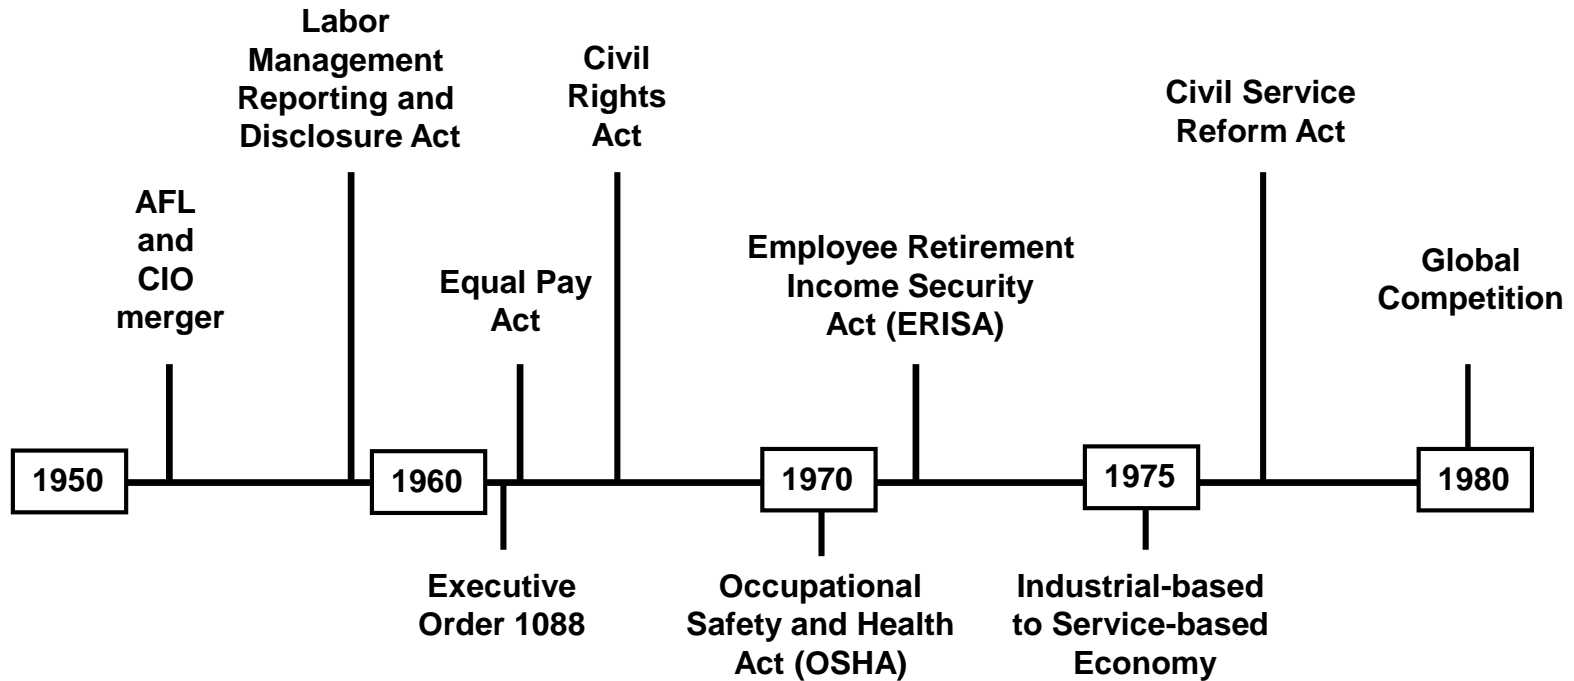 Labor
Management
Reporting and
Disclosure Act
Civil
Rights
Act
Civil Service
Reform Act
AFL
and
CIO
merger
Equal Pay
Act
Employee Retirement
Income Security
Act (ERISA)
Global
Competition
1950
1960
1970
1975
1980
Executive
Order 1088
Occupational
Safety and Health
Act (OSHA)
Industrial-based
to Service-based
Economy